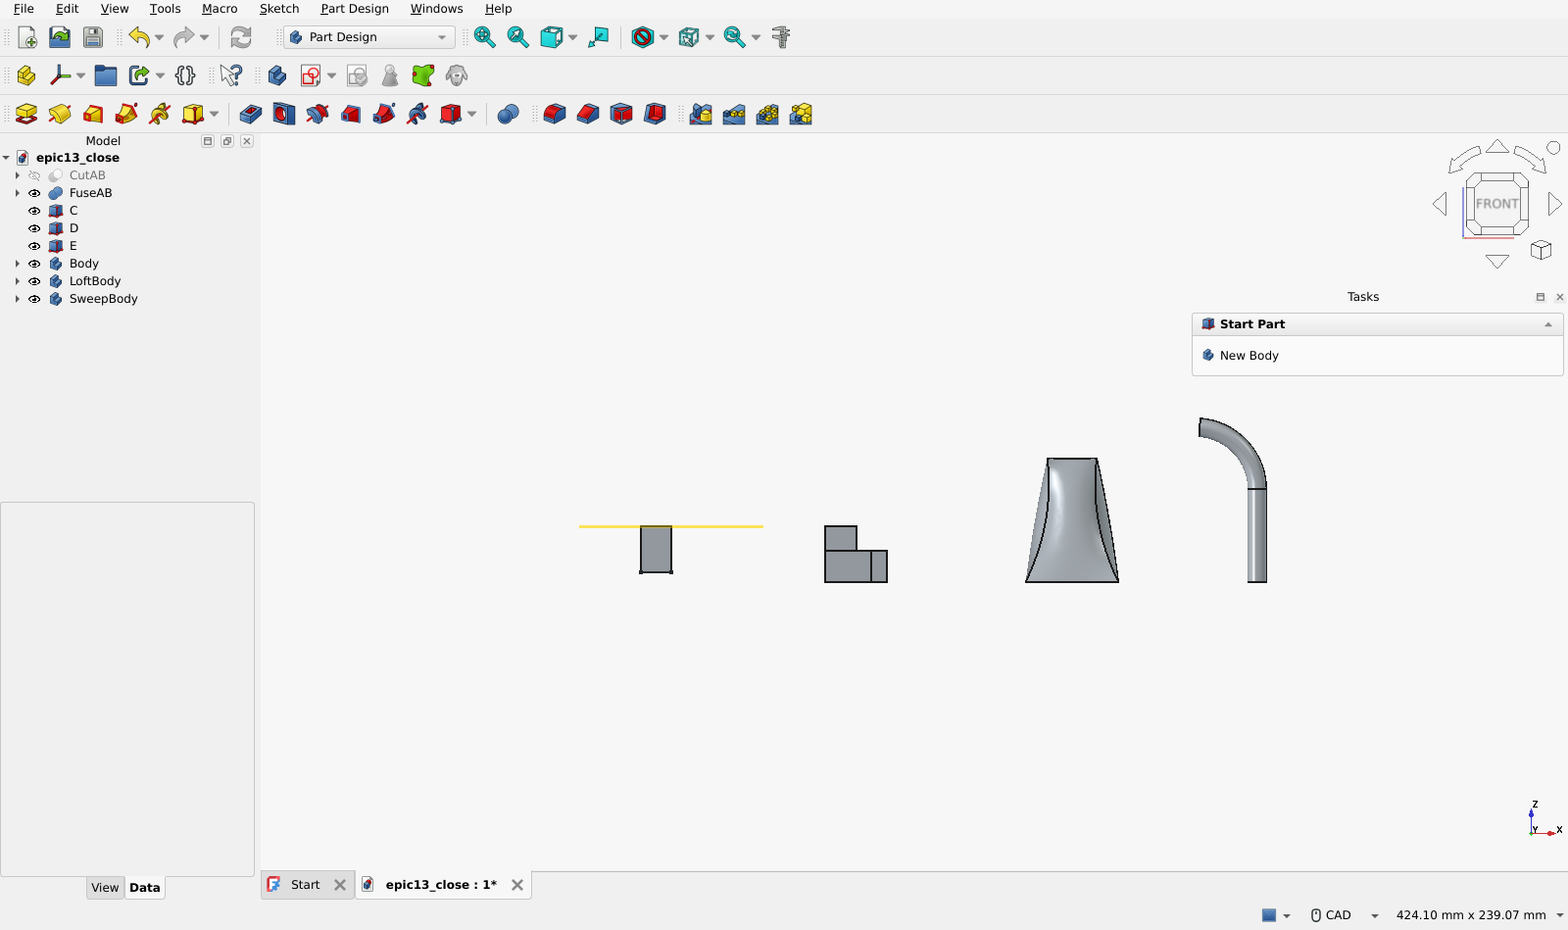 File Edit View Tools Macro Sketch Part Design Windows Help
Part Design
Model
epic13_close
CutAB
FuseAB
C
D
E
Body
LoftBody
SweepBody
FRONT
Tasks
Start Part
New Body
Z
Y X
View Data
Start epic13_close : 1*
CAD 424.10 mm x 239.07 mm